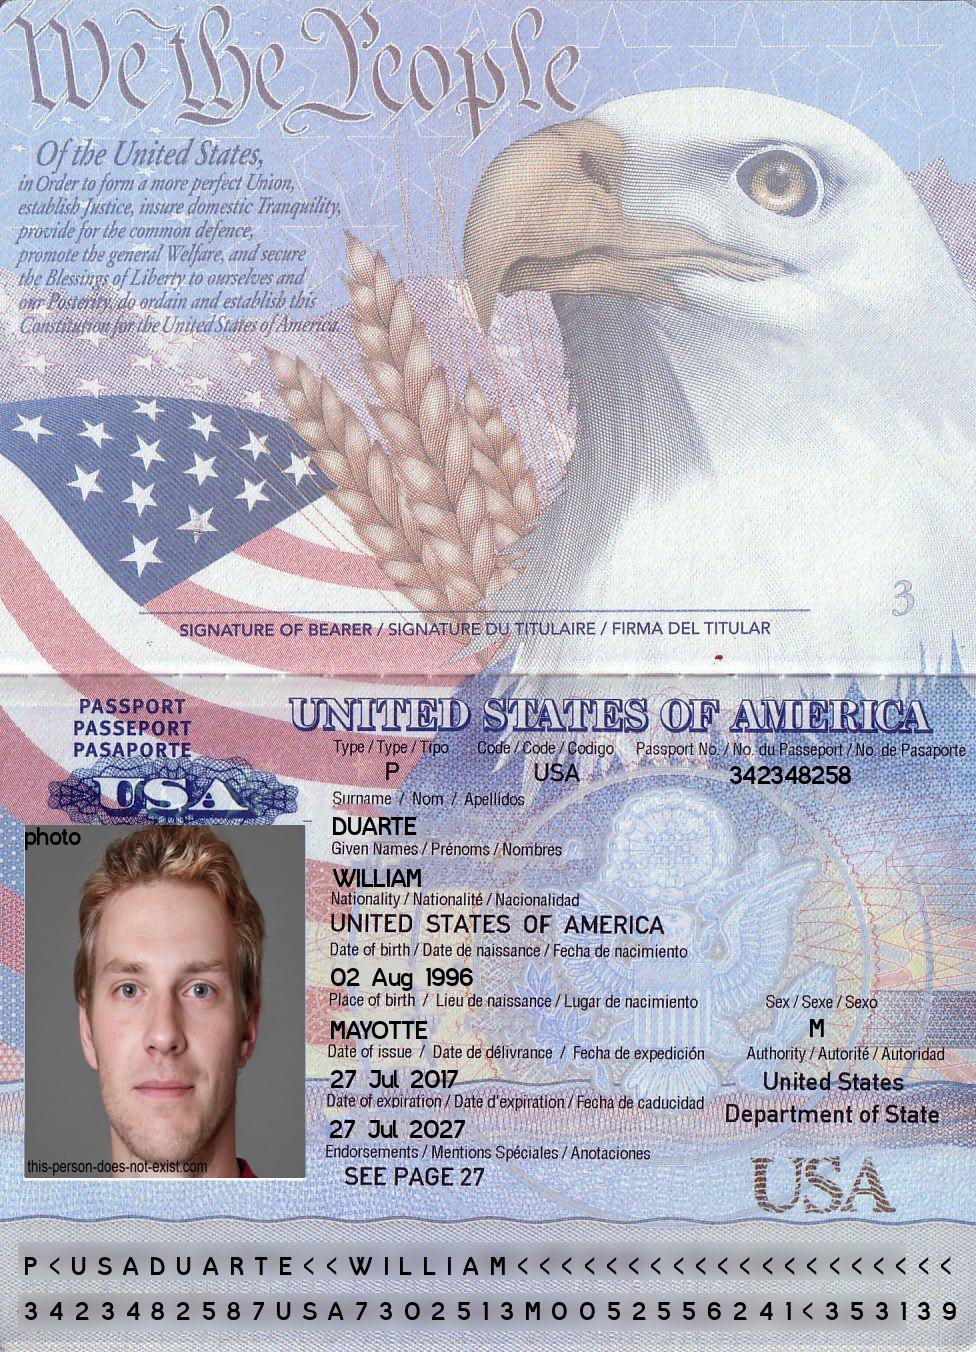 We the People
Of the United States,
in Order to form a more perfect Union,
establish Justice, insure domestic Tranquility,
provide for the common defence,
promote the general Welfare, and secure
the Blessings of Liberty to ourselves and
our Posterity, do ordain and establish this
Constitution for the United States of America.
3
SIGNATURE OF BEARER / SIGNATURE DU TITULAIRE / FIRMA DEL TITULAR
PASSPORT
PASSEPORT
PASAPORTE
USA
UNITED STATES OF AMERICA
Type / Type / Tipo Code / Code / Codigo Passport No. / No. du Passeport / No. de Pasaporte
P USA 342348258
Surname / Nom / Apellidos
DUARTE
Given Names / Prénoms / Nombres
WILLIAM
Nationality / Nationalité / Nacionalidad
UNITED STATES OF AMERICA
Date of birth / Date de naissance / Fecha de nacimiento
02 Aug 1996
Place of birth / Lieu de naissance / Lugar de nacimiento Sex / Sexe / Sexo
MAYOTTE M
Date of issue / Date de délivrance / Fecha de expedición Authority / Autorité / Autoridad
27 Jul 2017 United States
Date of expiration / Date d'expiration / Fecha de caducidad Department of State
27 Jul 2027
Endorsements / Mentions Spéciales / Anotaciones
SEE PAGE 27
USA
photo
this-person-does-not-exist.com
P<USADUARTE<<WILLIAM<<<<<<<<<<<<<<<<<
3423482587USA7302513M0052556241<353139